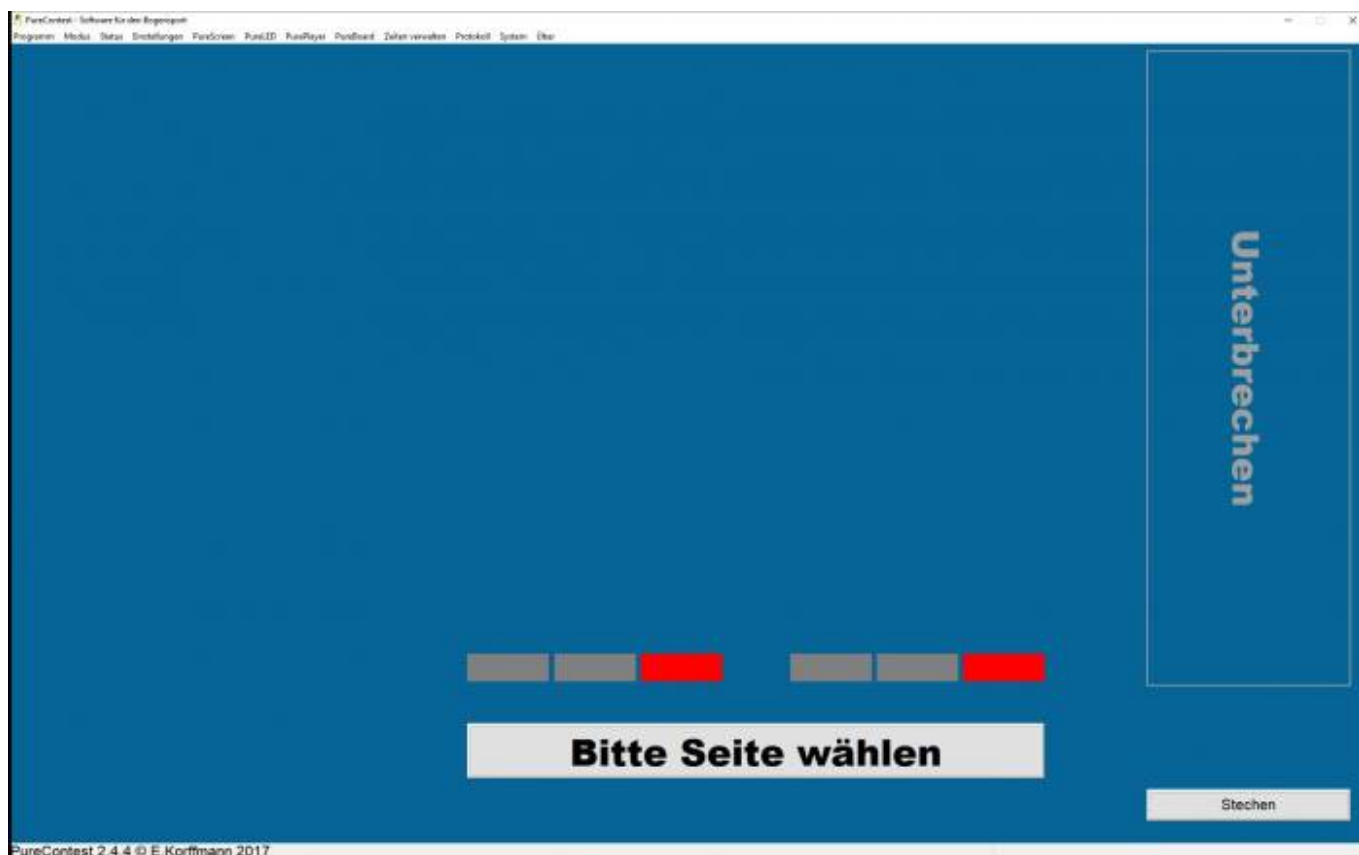 PureContest - Software für den Bogensport
Programm Modus Status Einstellungen PureScreen PureLED PurePlayer PureBoard Zeiten verwalten Protokoll System Über
Unterbrechen
Bitte Seite wählen
Stechen
PureContest 2.4.4 © E.Korffmann 2017